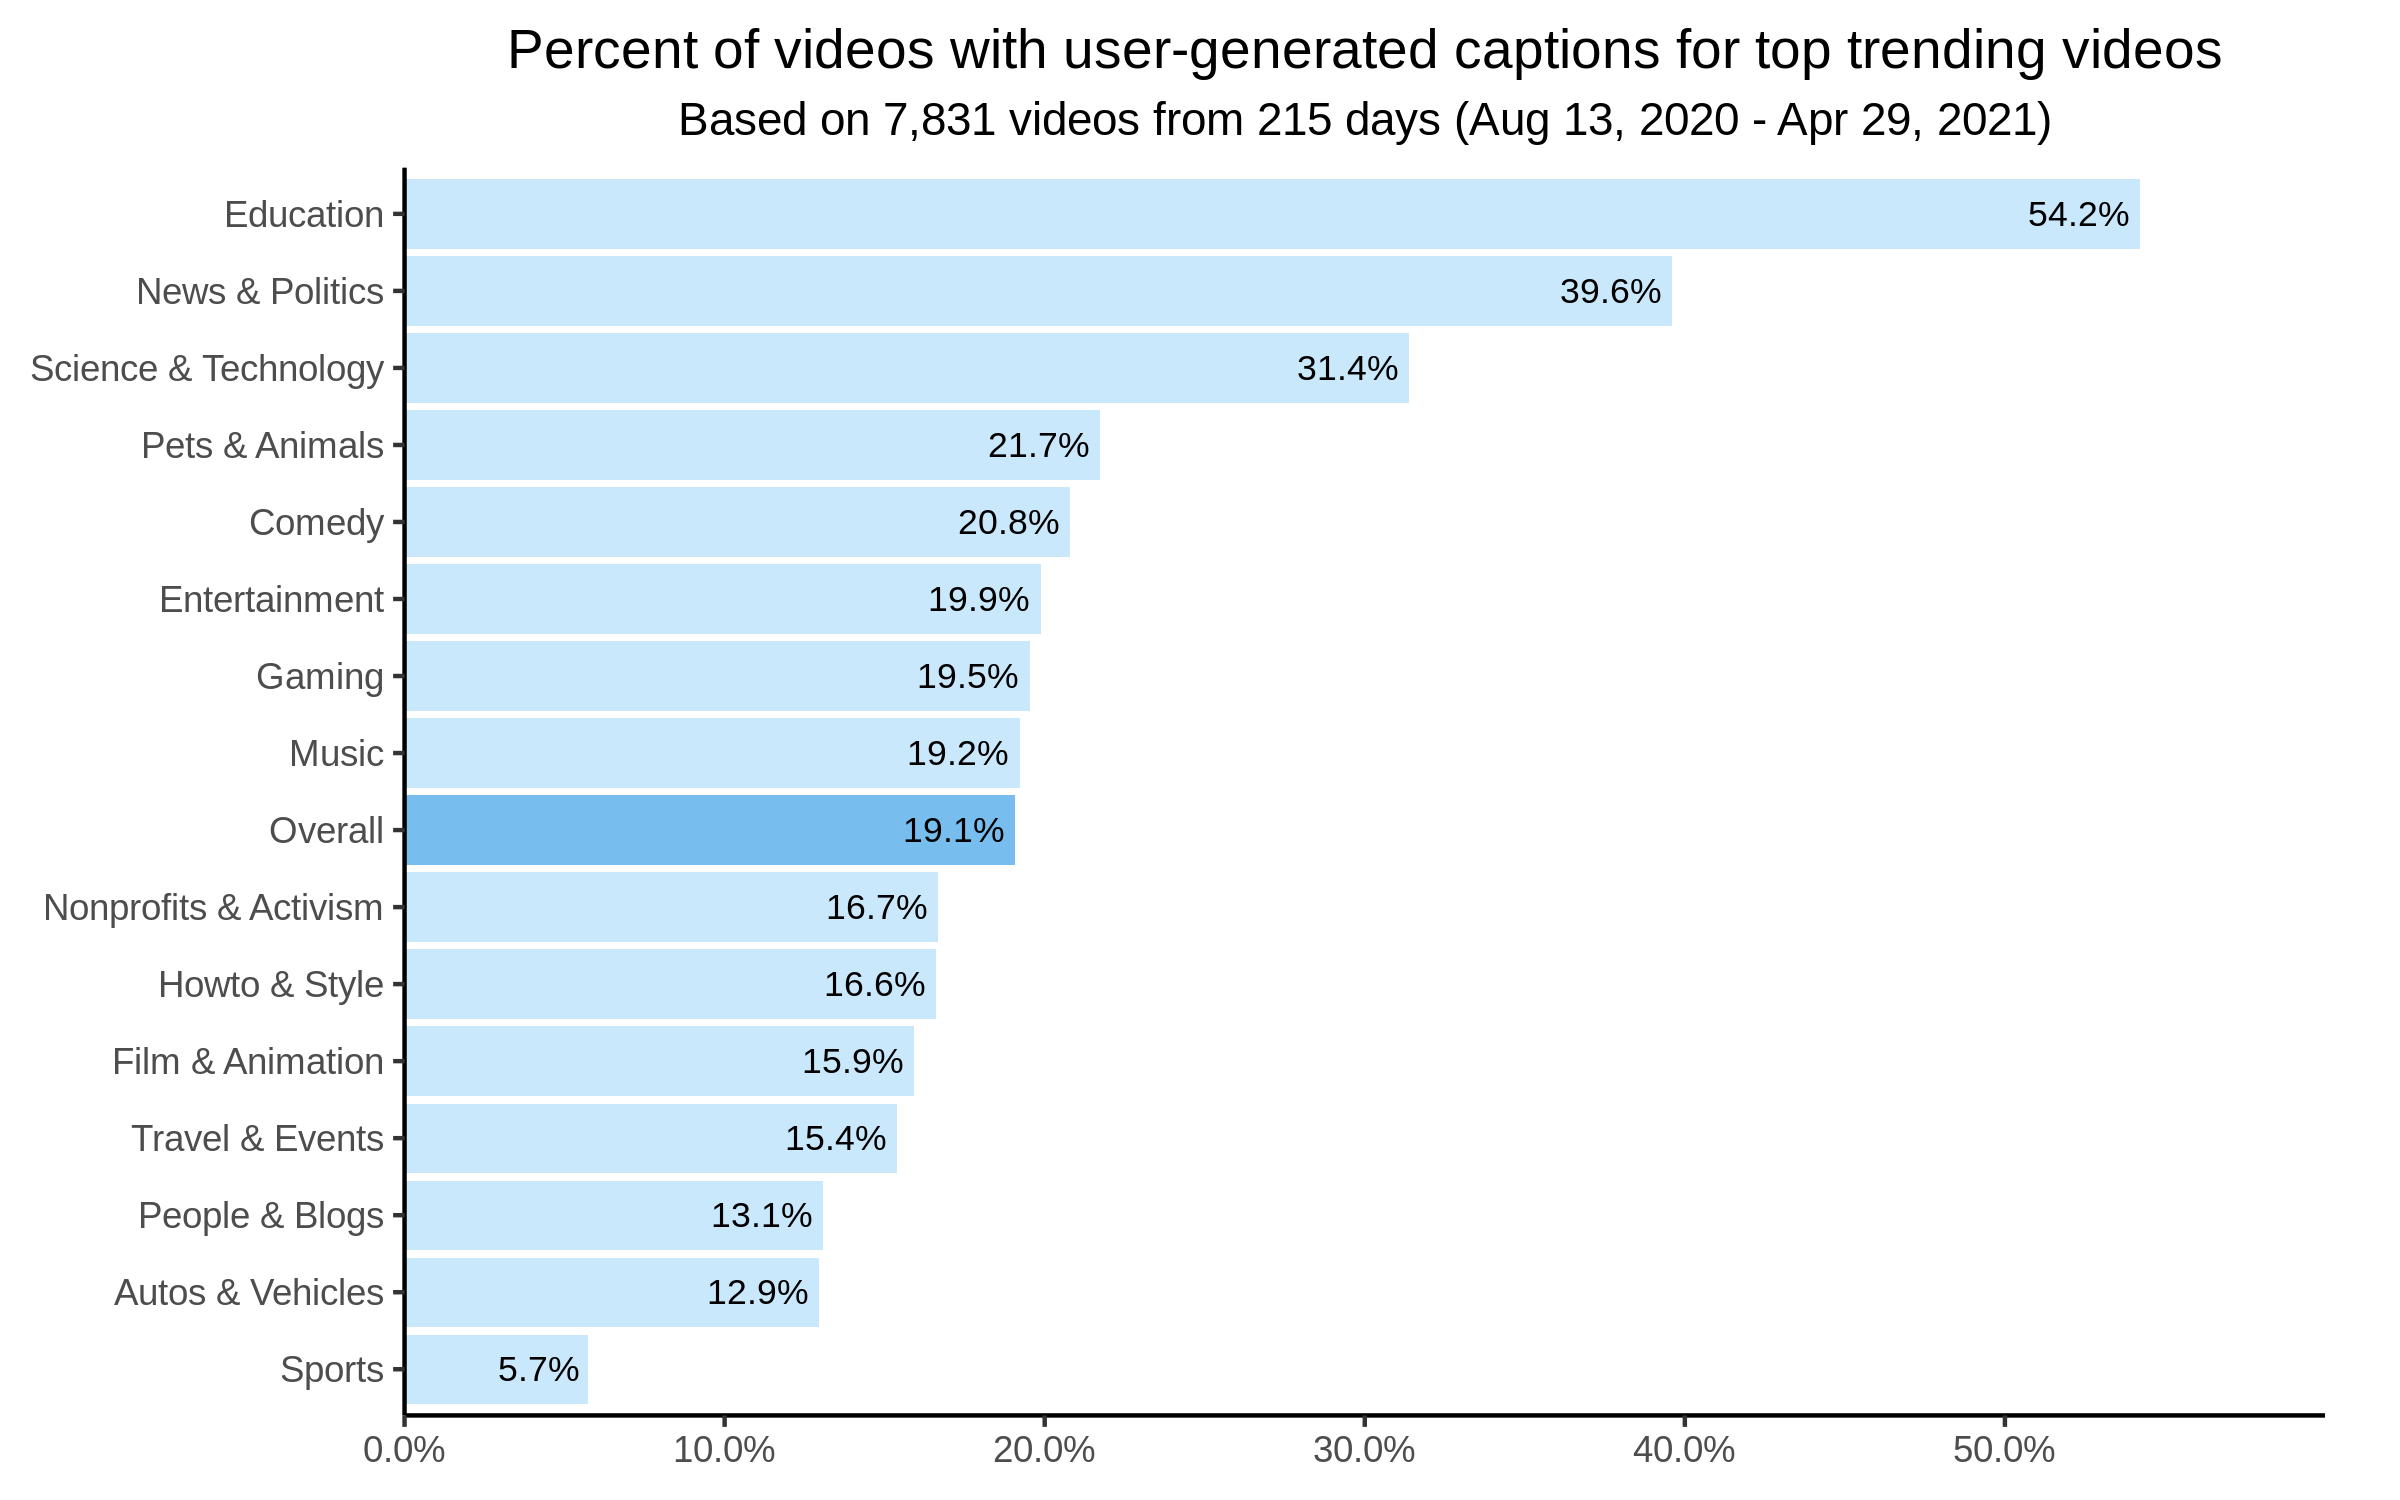 Percent of videos with user-generated captions for top trending videos
Based on 7,831 videos from 215 days (Aug 13, 2020 - Apr 29, 2021)
Education 54.2%
News & Politics 39.6%
Science & Technology 31.4%
Pets & Animals 21.7%
Comedy 20.8%
Entertainment 19.9%
Gaming 19.5%
Music 19.2%
Overall 19.1%
Nonprofits & Activism 16.7%
Howto & Style 16.6%
Film & Animation 15.9%
Travel & Events 15.4%
People & Blogs 13.1%
Autos & Vehicles 12.9%
Sports 5.7%
0.0% 10.0% 20.0% 30.0% 40.0% 50.0%